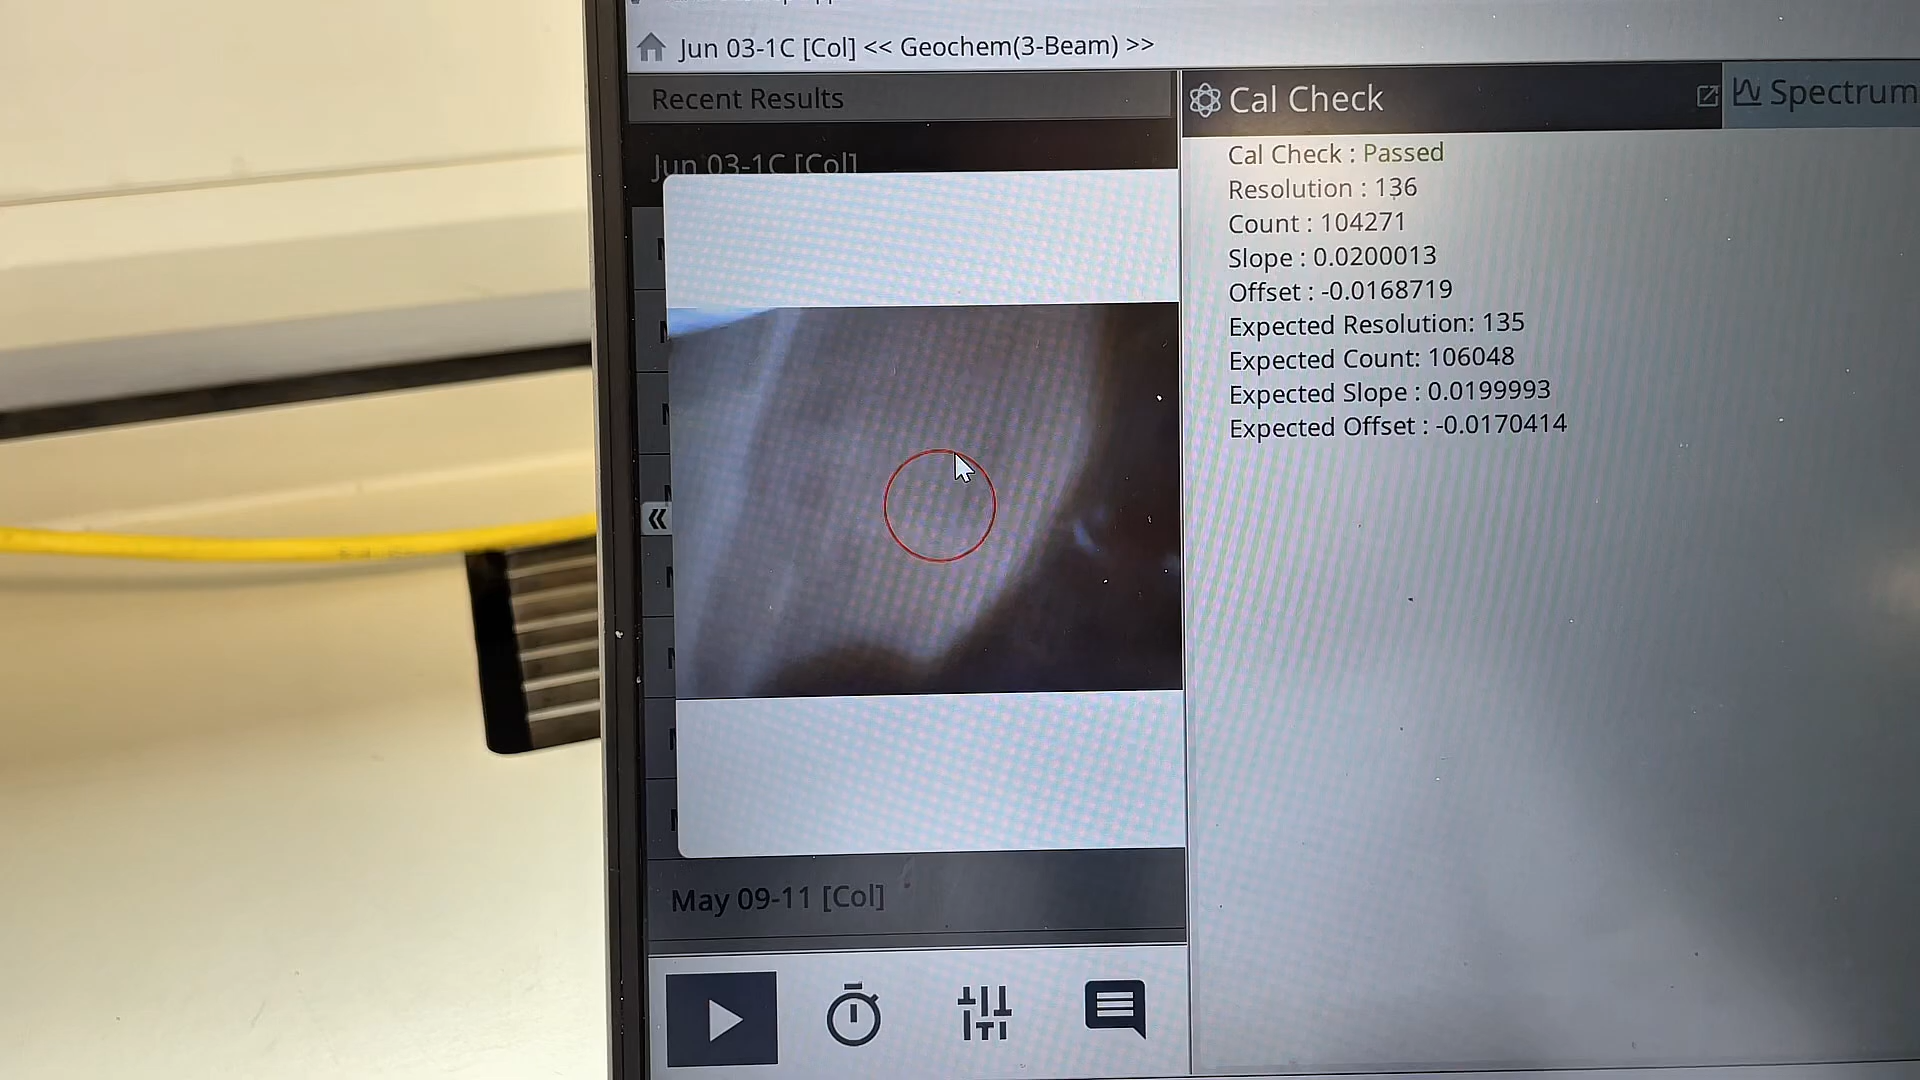 Jun 03-1C [Col] << Geochem(3-Beam) >>
Recent Results
Jun 03-1C [Col]
May 09-11 [Col]
Cal Check
Spectrum
Cal Check : Passed
Resolution : 136
Count : 104271
Slope : 0.0200013
Offset : -0.0168719
Expected Resolution: 135
Expected Count: 106048
Expected Slope : 0.0199993
Expected Offset : -0.0170414